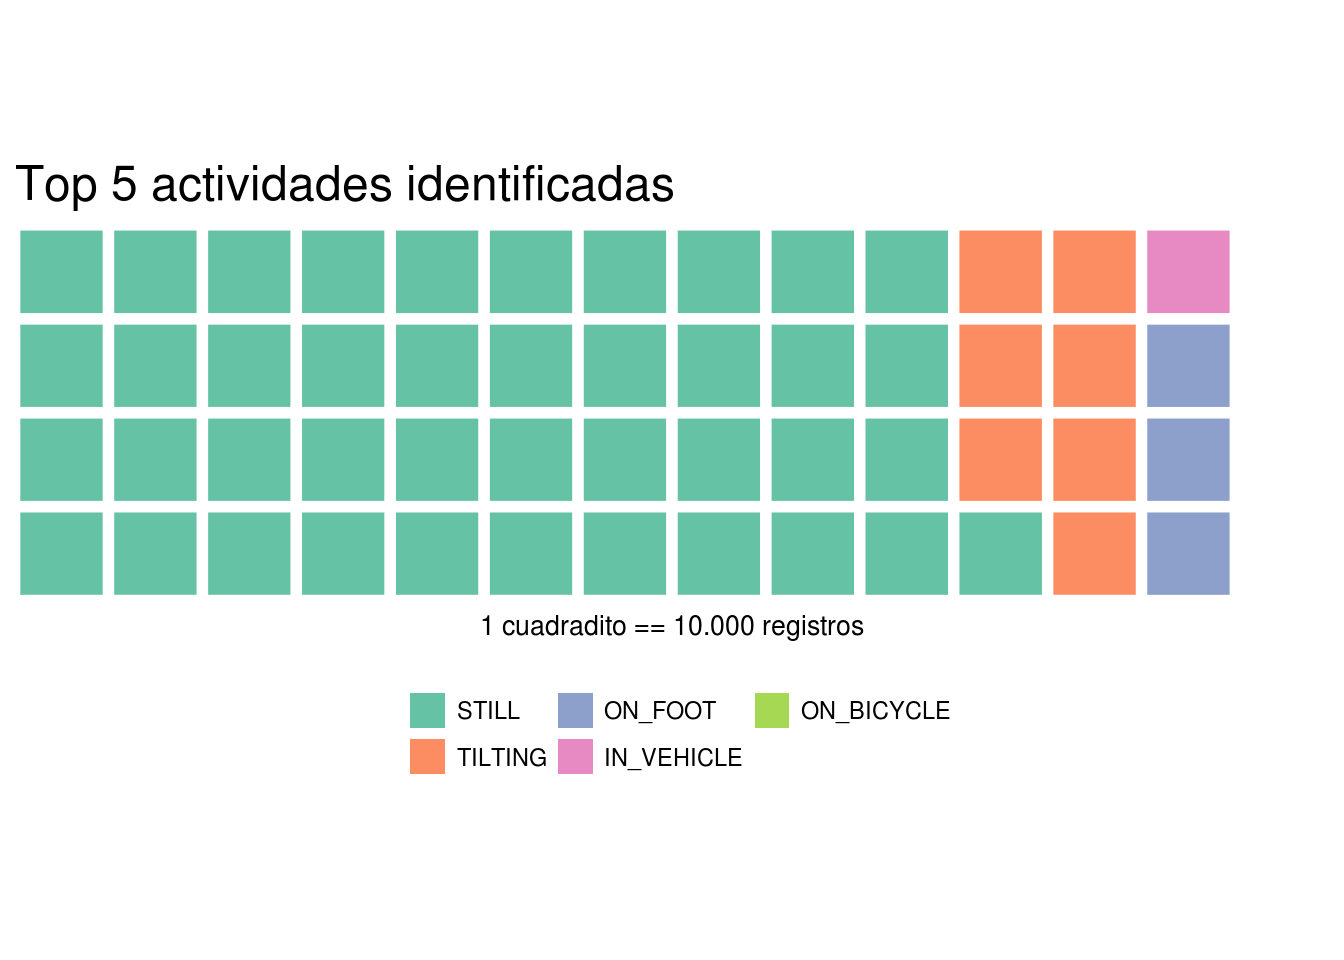 Top 5 actividades identificadas
1 cuadradito == 10.000 registros
STILL ON_FOOT ON_BICYCLE
TILTING IN_VEHICLE